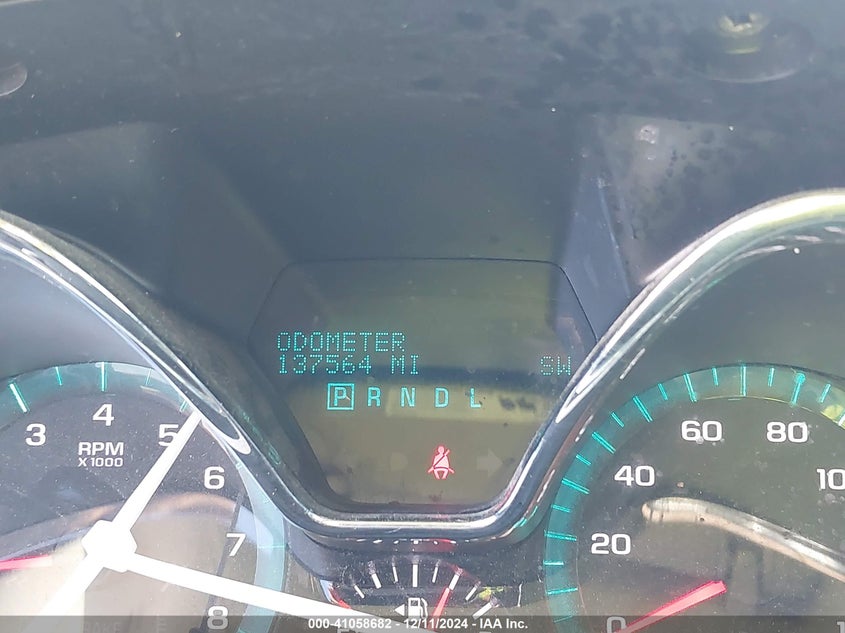 ODOMETER
137564 MI SW
P R N D L
3 4 5 6 7 8
RPM
X1000
0 20 40 60 80
000-41058682 - 12/11/2024 - IAA Inc.